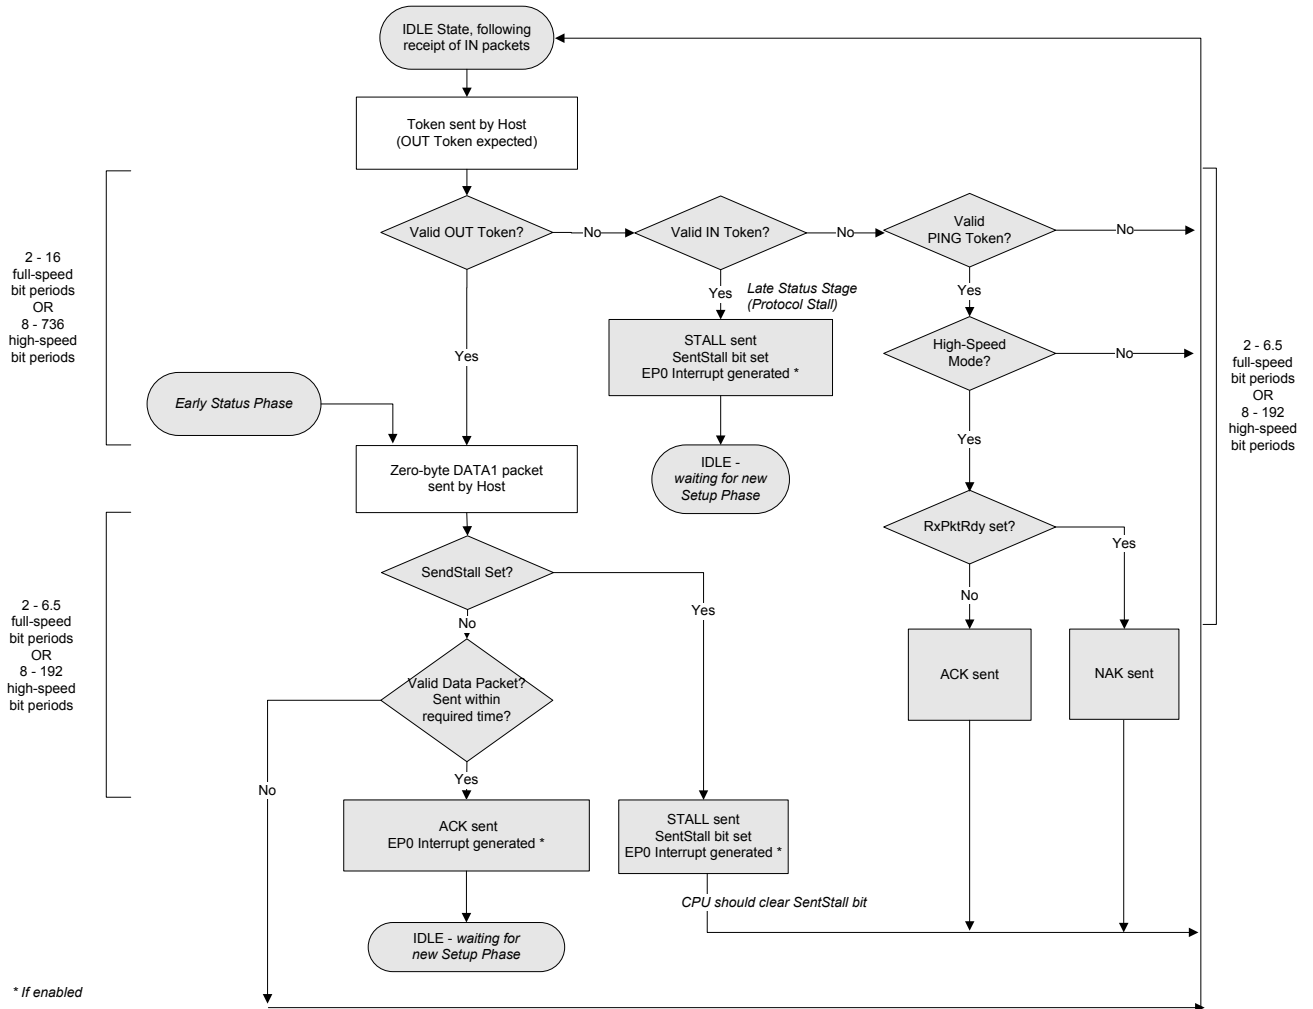 IDLE State, following
receipt of IN packets
Token sent by Host
(OUT Token expected)
Valid OUT Token?
No
Valid IN Token?
No
Valid
PING Token?
No
2 - 16
full-speed
bit periods
OR
8 - 736
high-speed
bit periods
Yes
Late Status Stage
(Protocol Stall)
Yes
STALL sent
SentStall bit set
EP0 Interrupt generated *
High-Speed
Mode?
No
2 - 6.5
full-speed
bit periods
OR
8 - 192
high-speed
bit periods
Yes
Early Status Phase
Yes
Zero-byte DATA1 packet
sent by Host
IDLE -
waiting for new
Setup Phase
RxPktRdy set?
Yes
No
SendStall Set?
Yes
No
2 - 6.5
full-speed
bit periods
OR
8 - 192
high-speed
bit periods
Valid Data Packet?
Sent within
required time?
ACK sent
NAK sent
No
Yes
ACK sent
EP0 Interrupt generated *
STALL sent
SentStall bit set
EP0 Interrupt generated *
CPU should clear SentStall bit
IDLE - waiting for
new Setup Phase
* If enabled